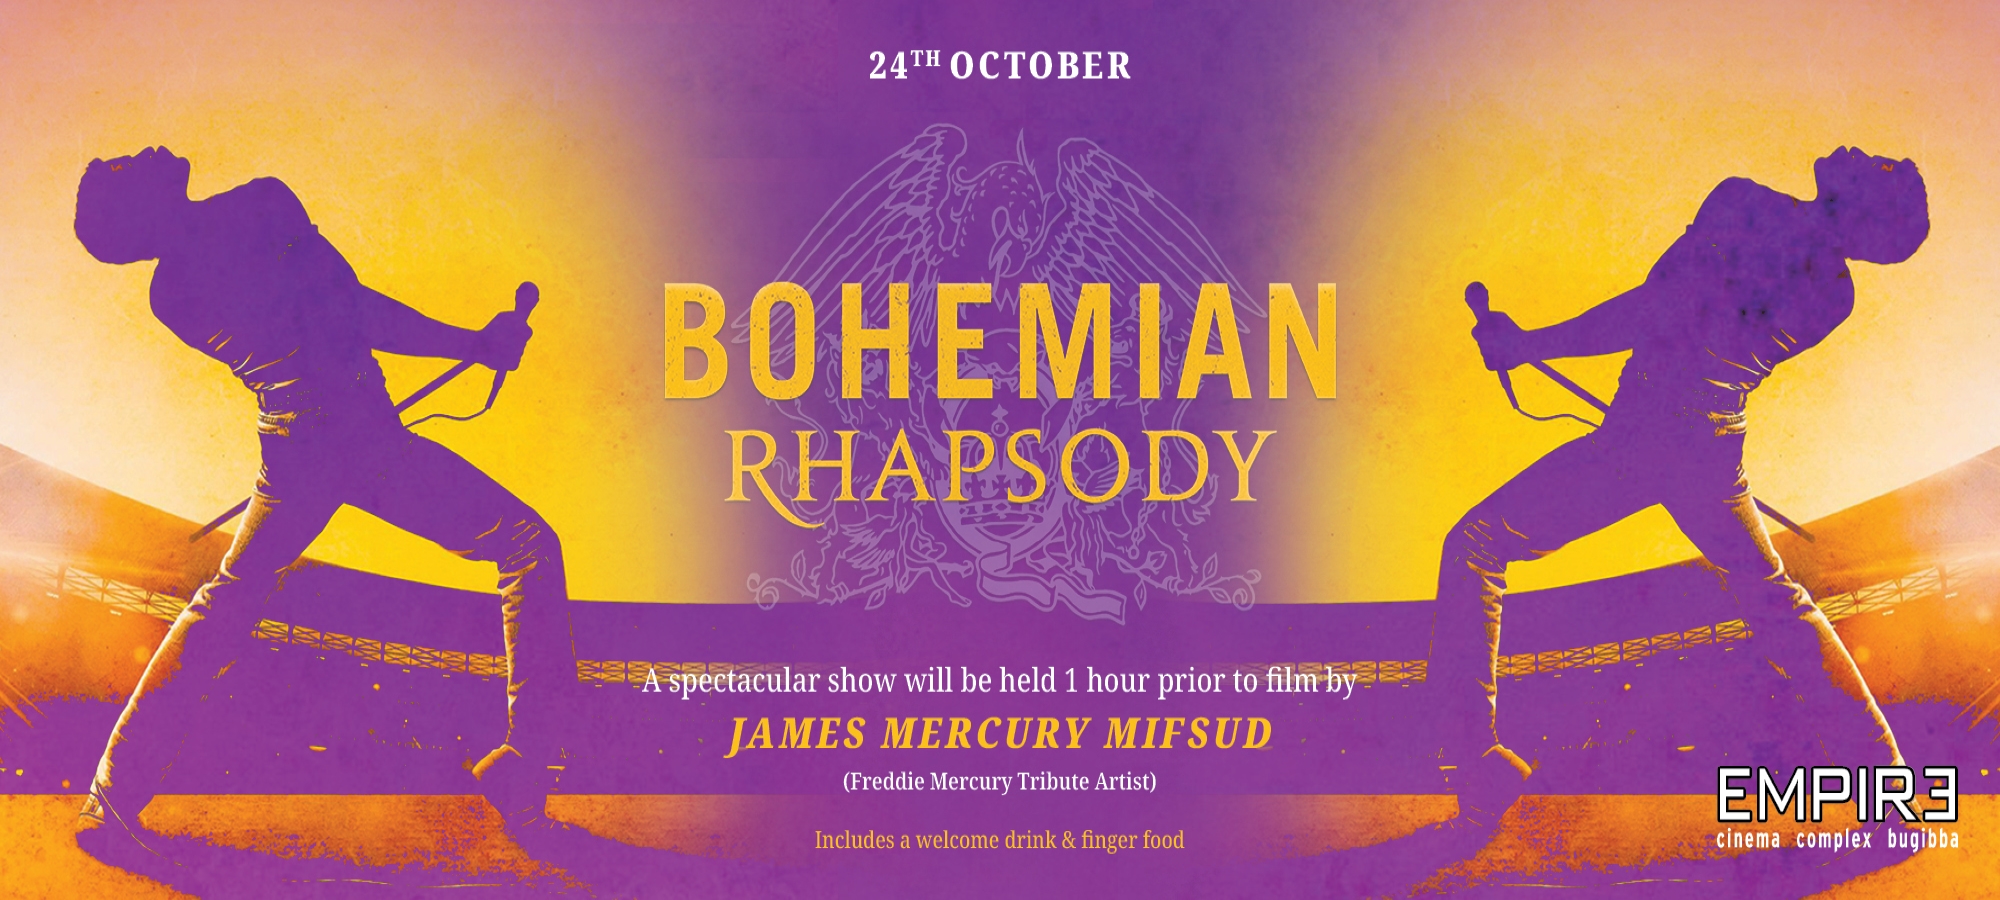 24TH OCTOBER
BOHEMIAN
RHAPSODY
A spectacular show will be held 1 hour prior to film by
JAMES MERCURY MIFSUD
(Freddie Mercury Tribute Artist)
Includes a welcome drink & finger food
EMPIRE
cinema complex bugibba